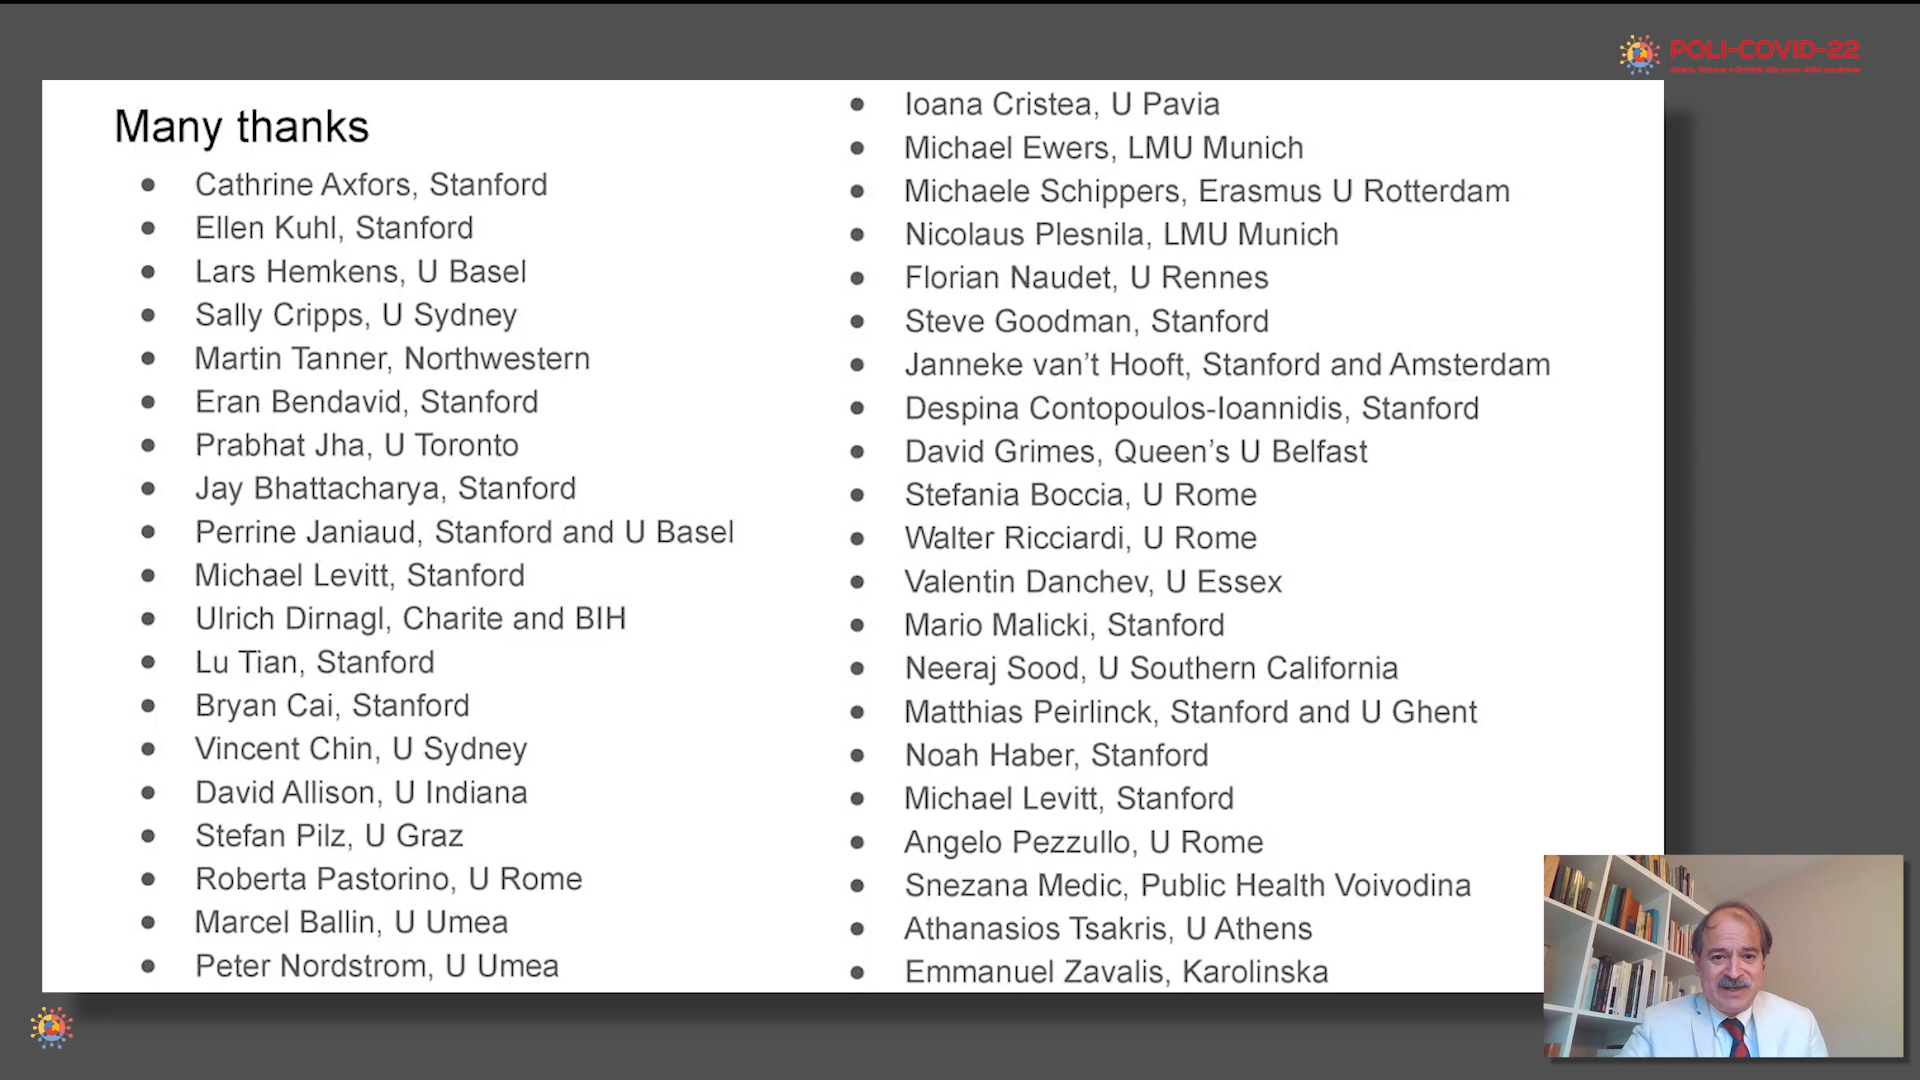 POLI-COVID-22
Many thanks
Cathrine Axfors, Stanford
Ellen Kuhl, Stanford
Lars Hemkens, U Basel
Sally Cripps, U Sydney
Martin Tanner, Northwestern
Eran Bendavid, Stanford
Prabhat Jha, U Toronto
Jay Bhattacharya, Stanford
Perrine Janiaud, Stanford and U Basel
Michael Levitt, Stanford
Ulrich Dirnagl, Charite and BIH
Lu Tian, Stanford
Bryan Cai, Stanford
Vincent Chin, U Sydney
David Allison, U Indiana
Stefan Pilz, U Graz
Roberta Pastorino, U Rome
Marcel Ballin, U Umea
Peter Nordstrom, U Umea
Ioana Cristea, U Pavia
Michael Ewers, LMU Munich
Michaele Schippers, Erasmus U Rotterdam
Nicolaus Plesnila, LMU Munich
Florian Naudet, U Rennes
Steve Goodman, Stanford
Janneke van’t Hooft, Stanford and Amsterdam
Despina Contopoulos-Ioannidis, Stanford
David Grimes, Queen’s U Belfast
Stefania Boccia, U Rome
Walter Ricciardi, U Rome
Valentin Danchev, U Essex
Mario Malicki, Stanford
Neeraj Sood, U Southern California
Matthias Peirlinck, Stanford and U Ghent
Noah Haber, Stanford
Michael Levitt, Stanford
Angelo Pezzullo, U Rome
Snezana Medic, Public Health Voivodina
Athanasios Tsakris, U Athens
Emmanuel Zavalis, Karolinska